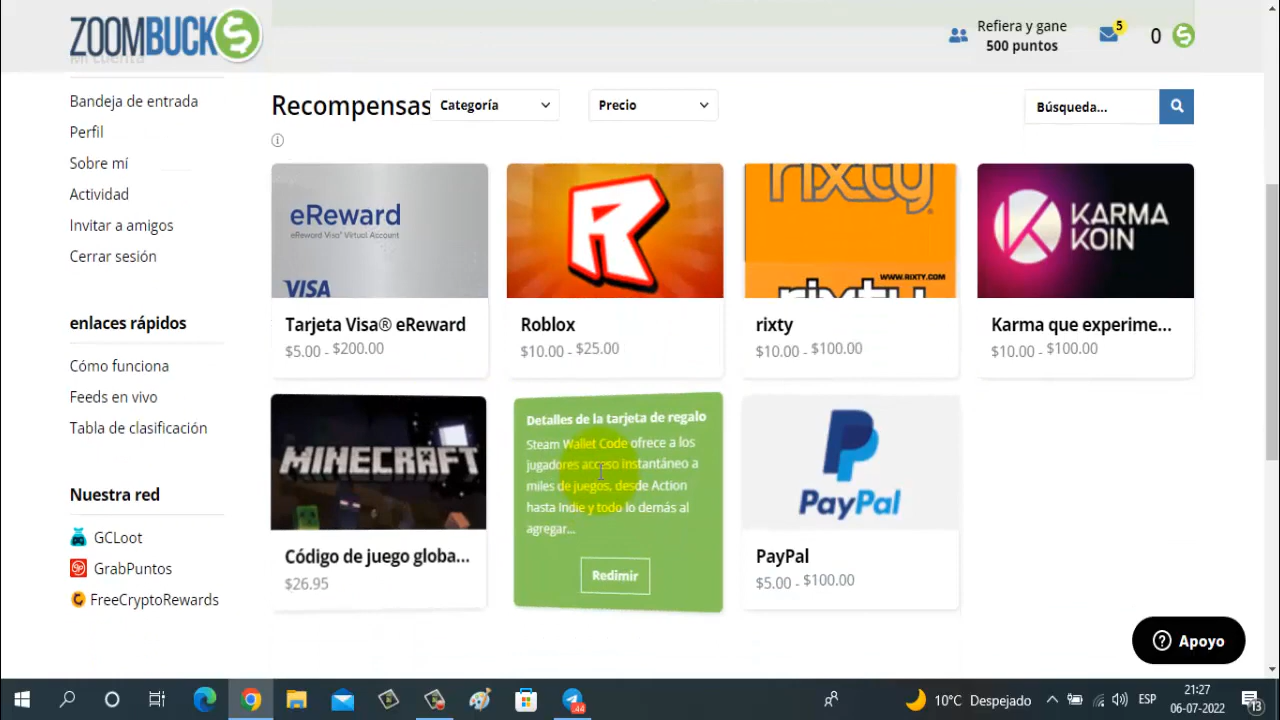 ZOOMBUCK$
Refiera y gane
500 puntos
5
0
Mi cuenta
Bandeja de entrada
Perfil
Sobre mí
Actividad
Invitar a amigos
Cerrar sesión
enlaces rápidos
Cómo funciona
Feeds en vivo
Tabla de clasificación
Nuestra red
GCLoot
GrabPuntos
FreeCryptoRewards
Recompensas
Categoría
Precio
Búsqueda...
eReward
eReward Visa® Virtual Account
VISA
Tarjeta Visa® eReward
$5.00 - $200.00
R
Roblox
$10.00 - $25.00
rixty
WWW.RIXTY.COM
rixty
rixty
$10.00 - $100.00
KARMA
KOIN
Karma que experime...
$10.00 - $100.00
MINECRAFT
Código de juego globa...
$26.95
Detalles de la tarjeta de regalo
Steam Wallet Code ofrece a los
jugadores acceso instantáneo a
miles de juegos, desde Action
hasta Indie y todo lo demás al
agregar...
Redimir
PayPal
PayPal
$5.00 - $100.00
Apoyo
44
10°C Despejado
ESP
21:27
06-07-2022
13